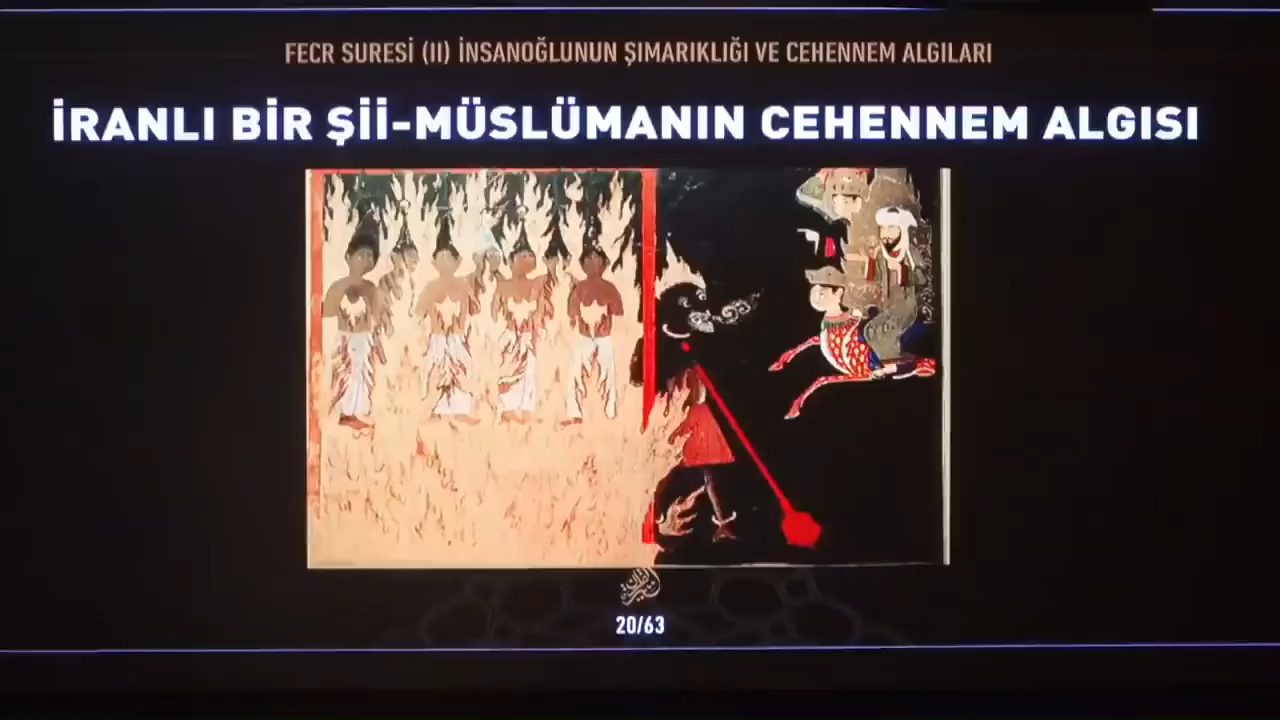 FECR SURESİ (II) İNSANOĞLUNUN ŞIMARIKLIĞI VE CEHENNEM ALGILARI
İRANLI BİR Şİİ-MÜSLÜMANIN CEHENNEM ALGISI
20/63